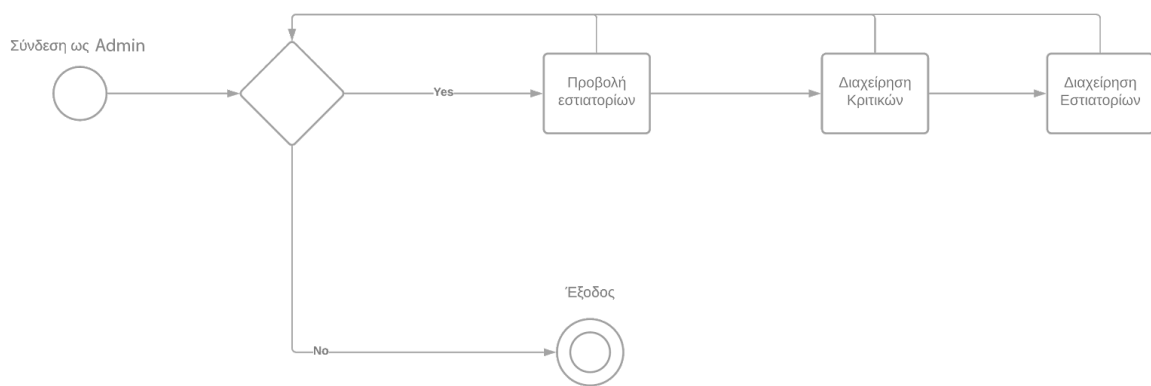 Σύνδεση ως Admin
Yes
Προβολή
εστιατορίων
Διαχείρηση
Κριτικών
Διαχείρηση
Εστιατορίων
Έξοδος
No